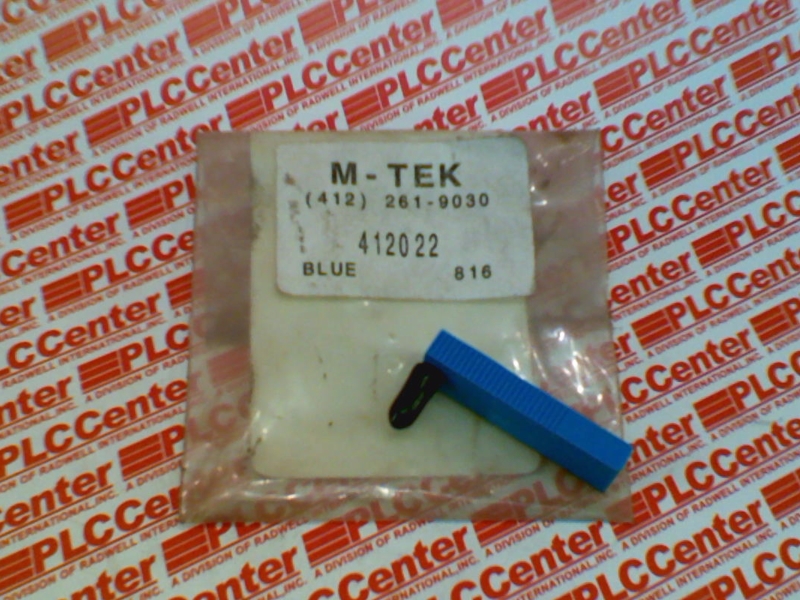 M-TEK
(412) 261-9030
412022
BLUE 816
PLCCenter
A DIVISION OF RADWELL INTERNATIONAL, INC.